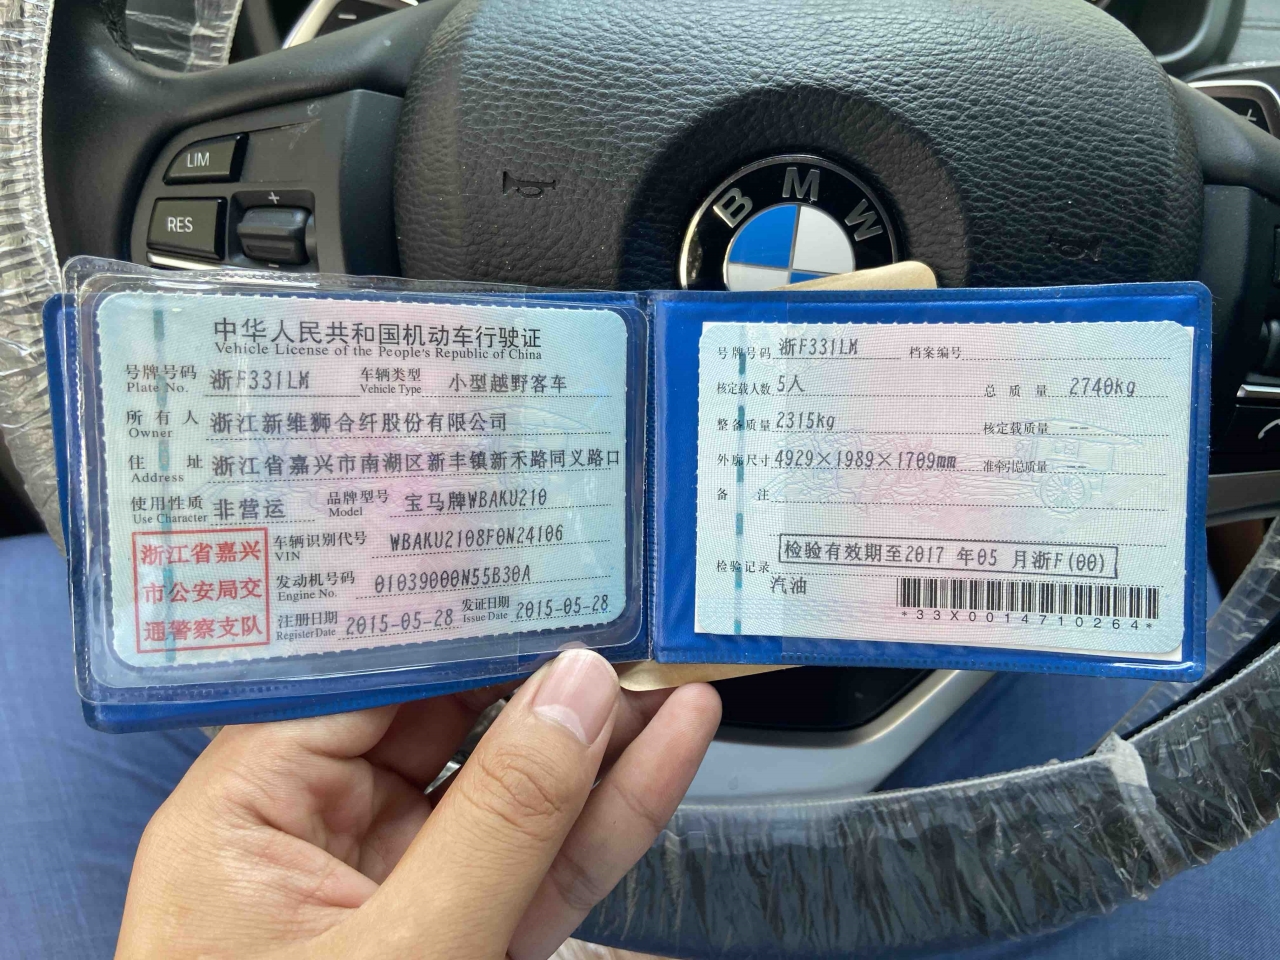 LIM
RES
+
−
BMW
中华人民共和国机动车行驶证
Vehicle License of the People's Republic of China
号牌号码 浙F331LM 车辆类型 小型越野客车
Plate No. Vehicle Type
所有人 浙江新维狮合纤股份有限公司
Owner
住址 浙江省嘉兴市南湖区新丰镇新禾路同义路口
Address
使用性质 非营运 品牌型号 宝马牌WBAKU210
Use Character Model
车辆识别代号 WBAKU2108F0N24106
VIN
发动机号码 01039000N55B30A
Engine No.
注册日期 2015-05-28 发证日期 2015-05-28
Register Date Issue Date
浙江省嘉兴
市公安局交
通警察支队
号牌号码 浙F331LM 档案编号
核定载人数 5人 总质量 2740kg
整备质量 2315kg 核定载质量 --
外廓尺寸 4929×1989×1709mm 准牵引总质量 --
备注
检验有效期至2017年05月浙F(00)
检验记录
汽油
*33X0014710264*